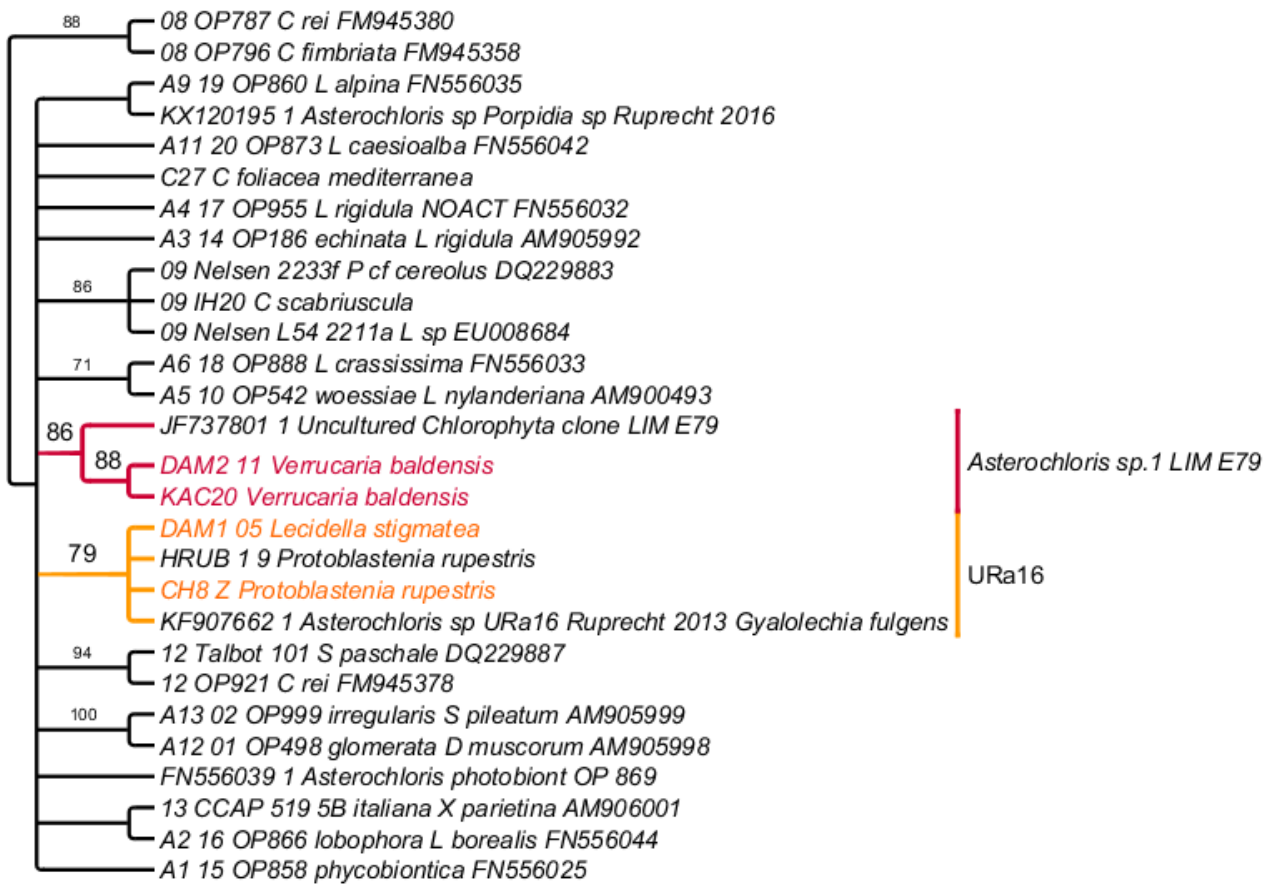 88
08 OP787 C rei FM945380
08 OP796 C fimbriata FM945358
A9 19 OP860 L alpina FN556035
KX120195 1 Asterochloris sp Porpidia sp Ruprecht 2016
A11 20 OP873 L caesioalba FN556042
C27 C foliacea mediterranea
A4 17 OP955 L rigidula NOACT FN556032
A3 14 OP186 echinata L rigidula AM905992
09 Nelsen 2233f P cf cereolus DQ229883
86
09 IH20 C scabriuscula
09 Nelsen L54 2211a L sp EU008684
A6 18 OP888 L crassissima FN556033
71
A5 10 OP542 woessiae L nylanderiana AM900493
86
JF737801 1 Uncultured Chlorophyta clone LIM E79
88
DAM2 11 Verrucaria baldensis
Asterochloris sp.1 LIM E79
KAC20 Verrucaria baldensis
DAM1 05 Lecidella stigmatea
79
HRUB 1 9 Protoblastenia rupestris
URa16
CH8 Z Protoblastenia rupestris
KF907662 1 Asterochloris sp URa16 Ruprecht 2013 Gyalolechia fulgens
94
12 Talbot 101 S paschale DQ229887
12 OP921 C rei FM945378
100
A13 02 OP999 irregularis S pileatum AM905999
A12 01 OP498 glomerata D muscorum AM905998
FN556039 1 Asterochloris photobiont OP 869
13 CCAP 519 5B italiana X parietina AM906001
A2 16 OP866 lobophora L borealis FN556044
A1 15 OP858 phycobiontica FN556025